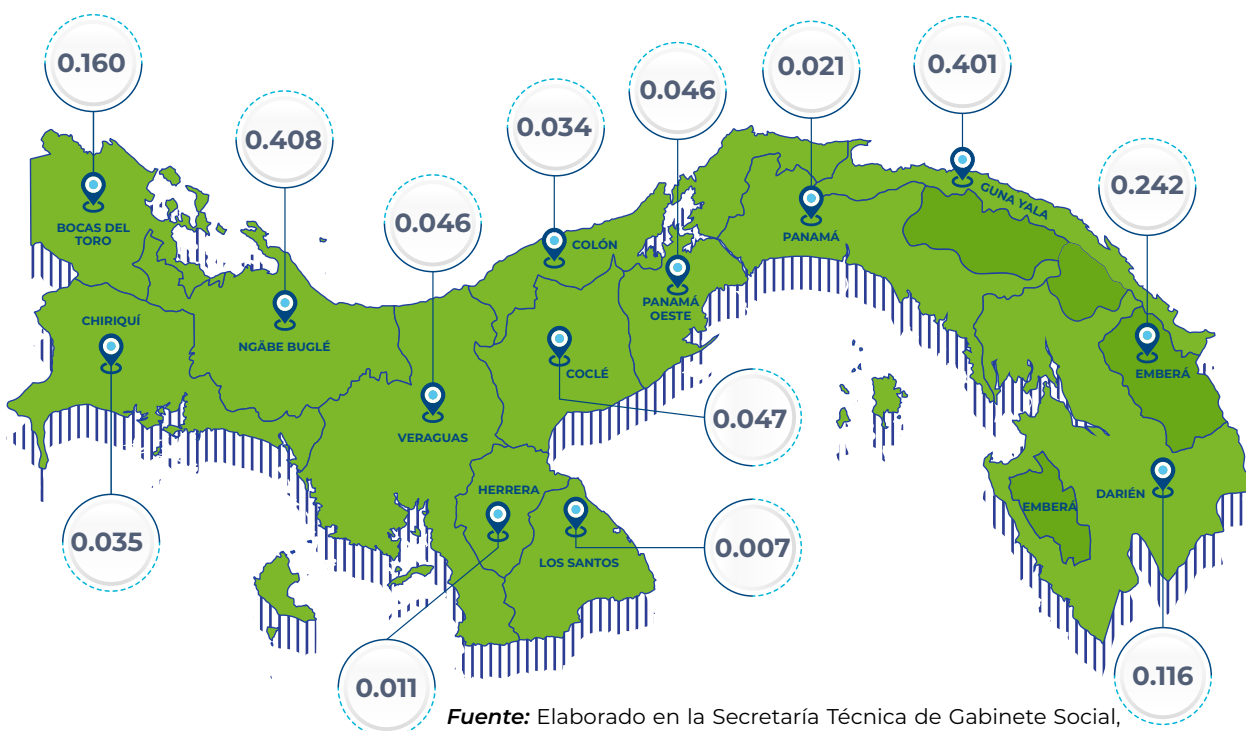 0.160
0.408
0.046
0.034
0.046
0.021
0.401
0.242
BOCAS DEL
TORO
CHIRIQUÍ
NGÄBE BUGLÉ
VERAGUAS
COLÓN
COCLÉ
PANAMÁ
OESTE
PANAMÁ
GUNA YALA
EMBERÁ
HERRERA
LOS SANTOS
EMBERÁ
DARIÉN
0.047
0.035
0.007
0.011
0.116
Fuente: Elaborado en la Secretaría Técnica de Gabinete Social,